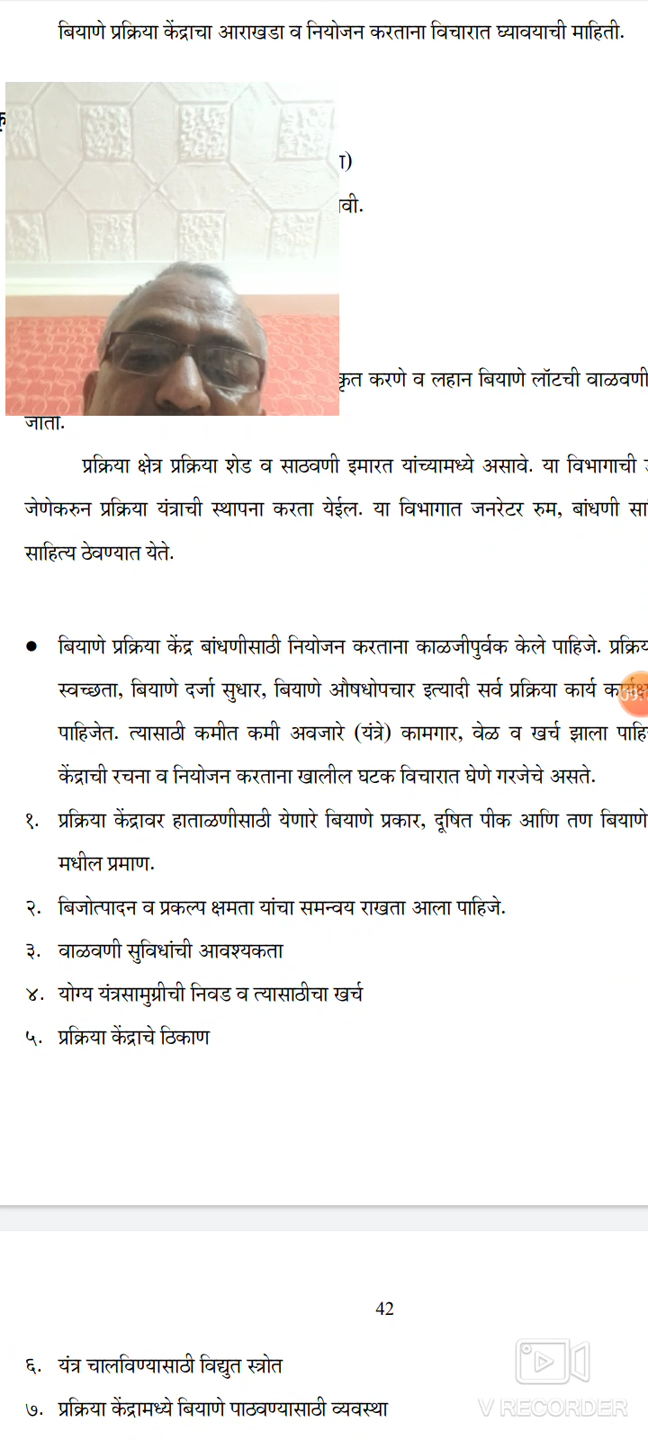 बियाणे प्रक्रिया केंद्राचा आराखडा व नियोजन करताना विचारात घ्यावयाची माहिती.
कृत करणे व लहान बियाणे लॉटची वाळवणी
जाता.
प्रक्रिया क्षेत्र प्रक्रिया शेड व साठवणी इमारत यांच्यामध्ये असावे. या विभागाची
जेणेकरुन प्रक्रिया यंत्राची स्थापना करता येईल. या विभागात जनरेटर रुम, बांधणी सा
साहित्य ठेवण्यात येते.
● बियाणे प्रक्रिया केंद्र बांधणीसाठी नियोजन करताना काळजीपुर्वक केले पाहिजे. प्रक्रिय
स्वच्छता, बियाणे दर्जा सुधार, बियाणे औषधोपचार इत्यादी सर्व प्रक्रिया कार्य
पाहिजेत. त्यासाठी कमीत कमी अवजारे (यंत्रे) कामगार, वेळ व खर्च झाला पाहि
केंद्राची रचना व नियोजन करताना खालील घटक विचारात घेणे गरजेचे असते.
१. प्रक्रिया केंद्रावर हाताळणीसाठी येणारे बियाणे प्रकार, दूषित पीक आणि तण बियाणे
मधील प्रमाण.
२. बिजोत्पादन व प्रकल्प क्षमता यांचा समन्वय राखता आला पाहिजे.
३. वाळवणी सुविधांची आवश्यकता
४. योग्य यंत्रसामुग्रीची निवड व त्यासाठीचा खर्च
५. प्रक्रिया केंद्राचे ठिकाण
42
६. यंत्र चालविण्यासाठी विद्युत स्त्रोत
७. प्रक्रिया केंद्रामध्ये बियाणे पाठवण्यासाठी व्यवस्था
V RECORDER